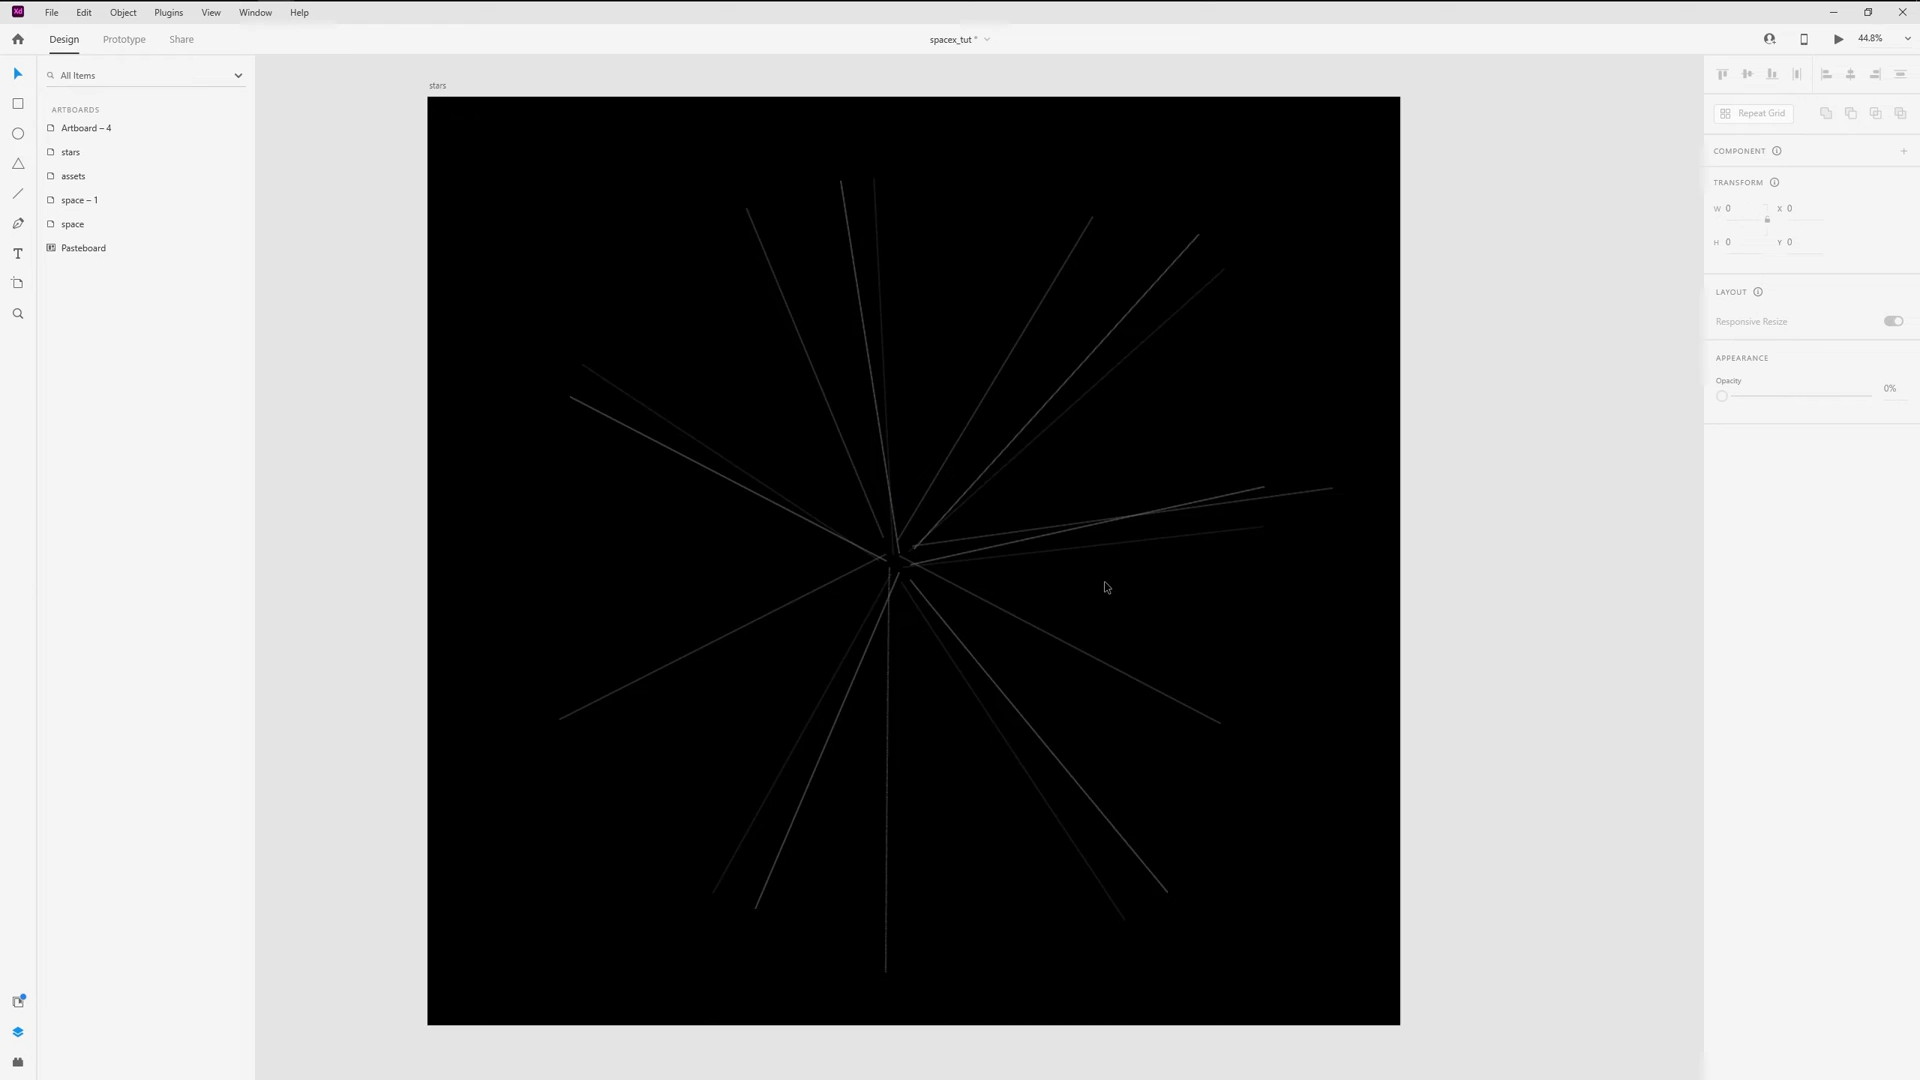 Xd File Edit Object Plugins View Window Help
Design Prototype Share spacex_tut * 44.8%
All Items
ARTBOARDS
Artboard – 4
stars
assets
space – 1
space
Pasteboard
T
stars
Repeat Grid
COMPONENT
TRANSFORM
W 0 X 0
H 0 Y 0
LAYOUT
Responsive Resize
APPEARANCE
Opacity
0%